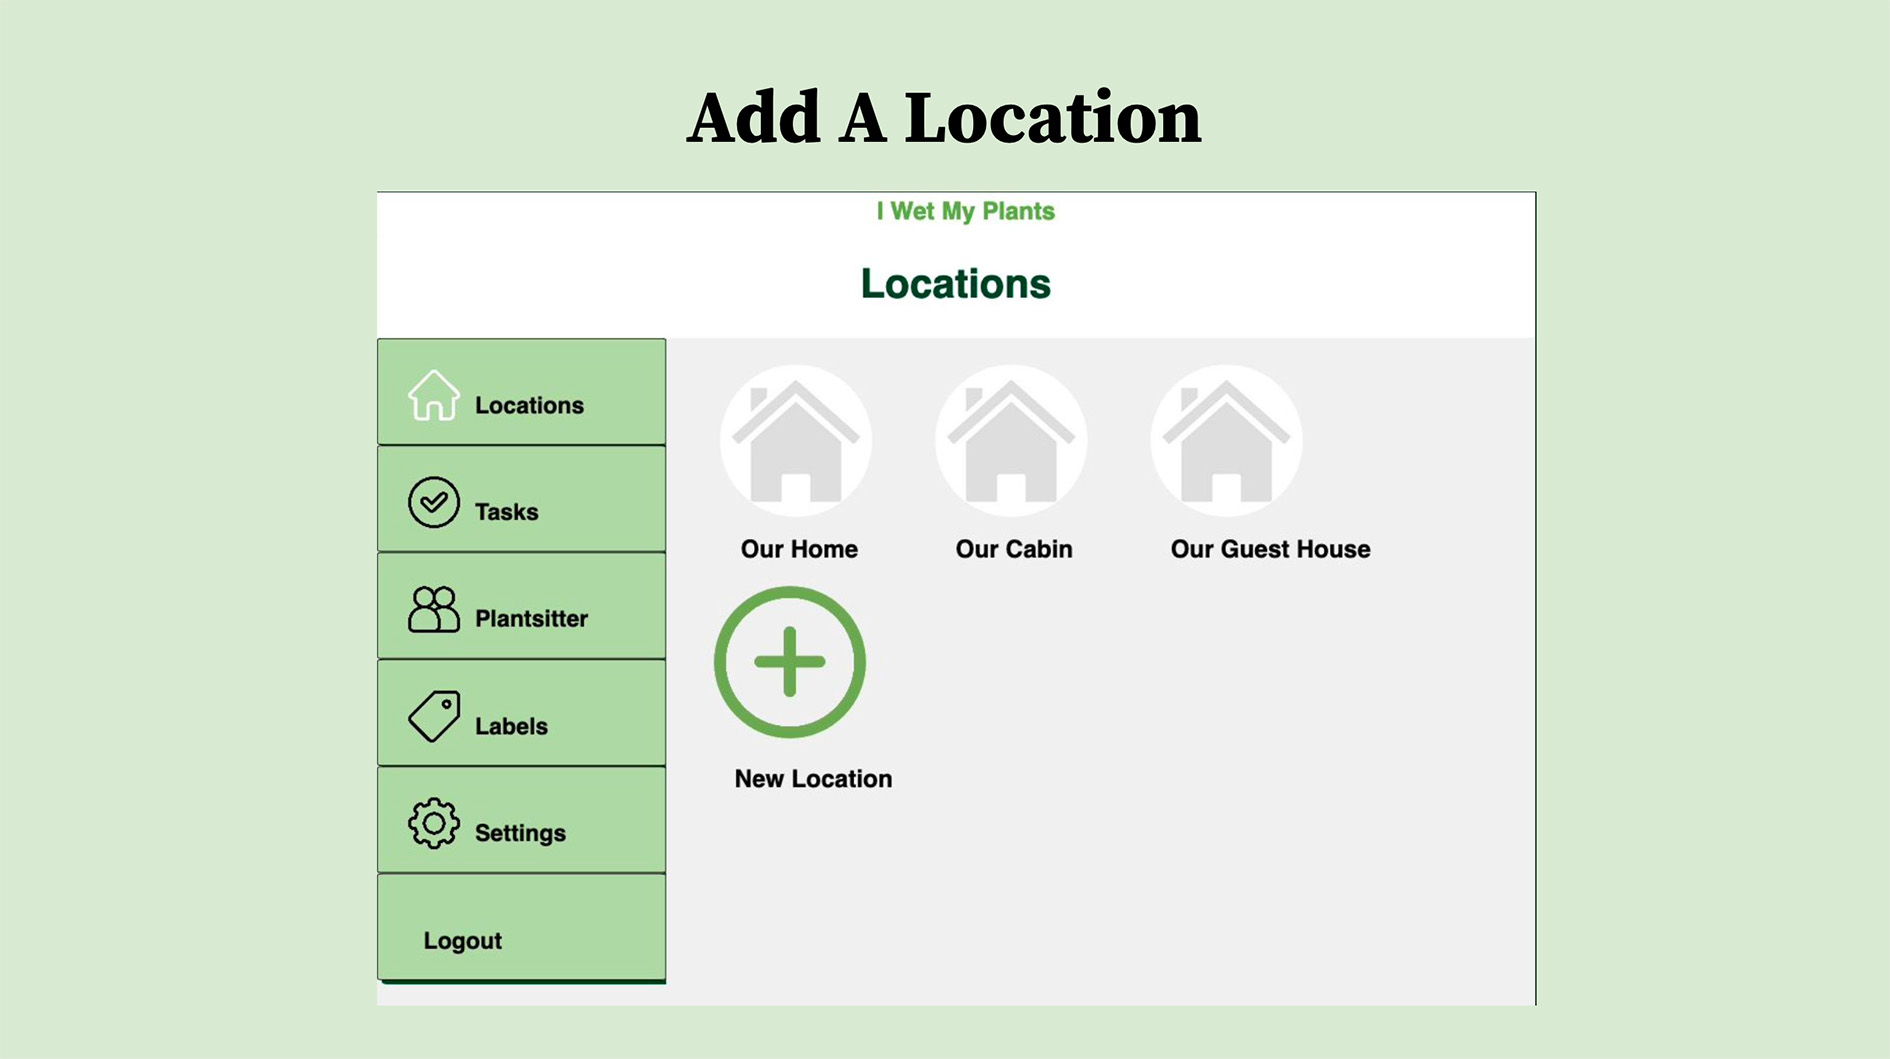 Add A Location
I Wet My Plants
Locations
Locations
Tasks
Plantsitter
Labels
Settings
Logout
Our Home
Our Cabin
Our Guest House
New Location